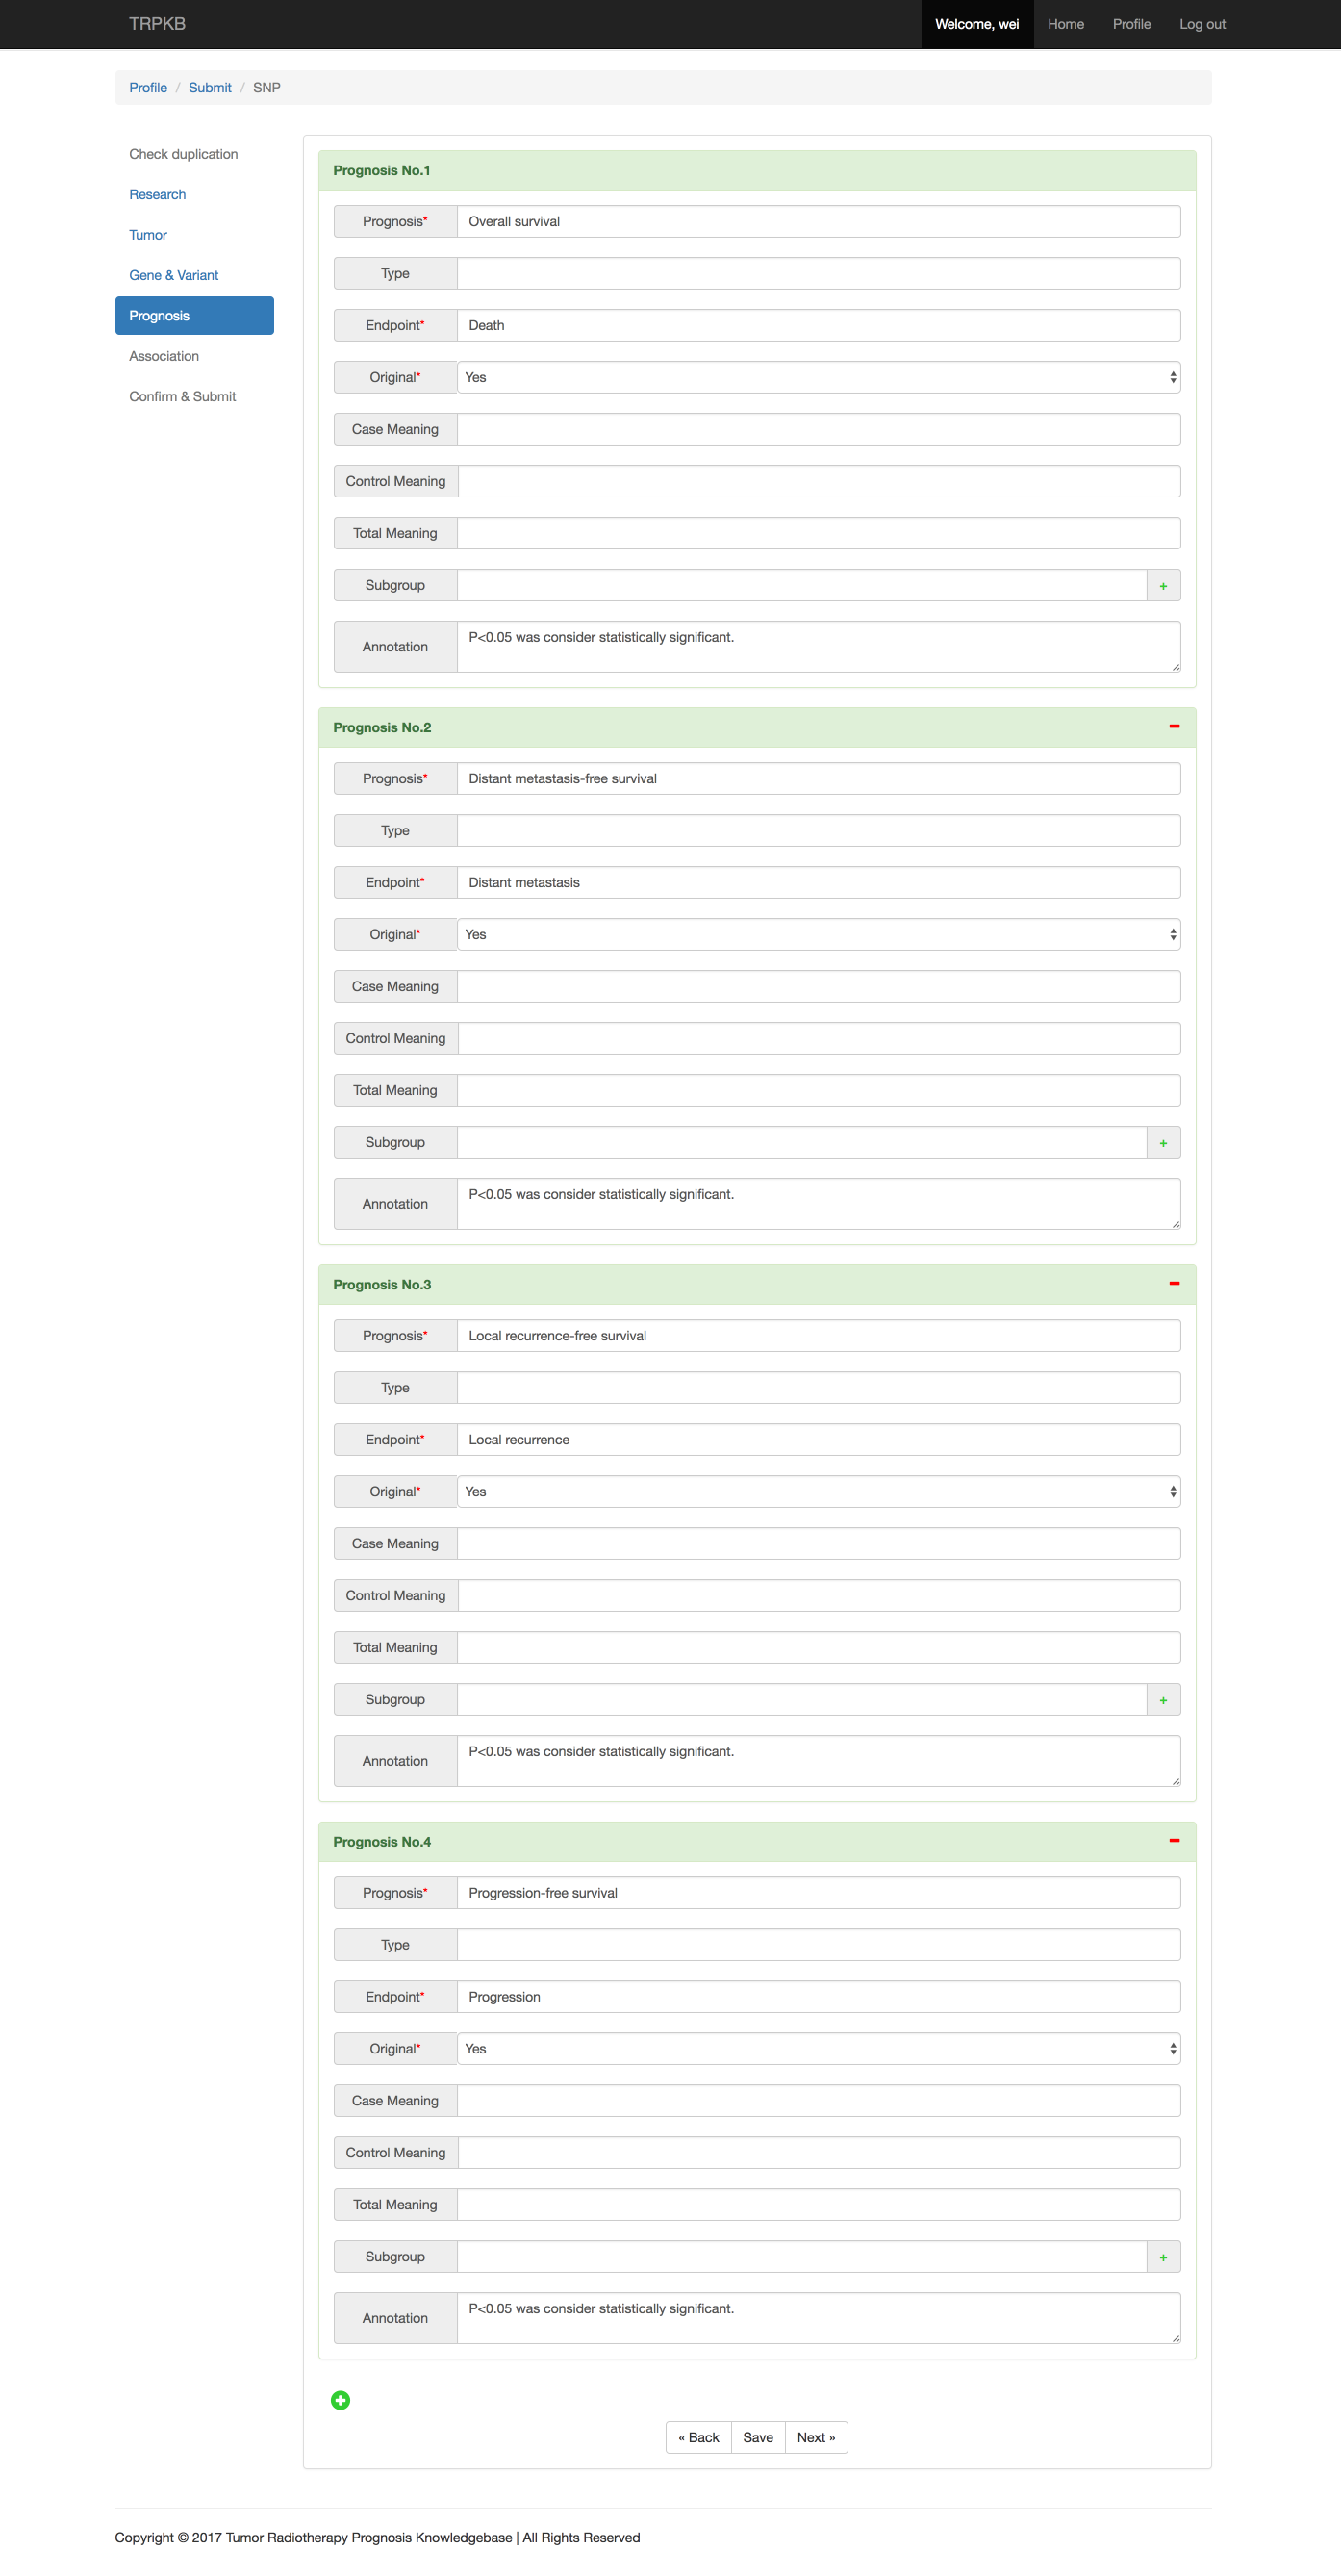 TRPKB
Welcome, wei Home Profile Log out
Profile / Submit / SNP
Check duplication
Research
Tumor
Gene & Variant
Prognosis
Association
Confirm & Submit
Prognosis No.1
Prognosis* Overall survival
Type
Endpoint* Death
Original* Yes
Case Meaning
Control Meaning
Total Meaning
Subgroup +
Annotation P<0.05 was consider statistically significant.
Prognosis No.2
Prognosis* Distant metastasis-free survival
Type
Endpoint* Distant metastasis
Original* Yes
Case Meaning
Control Meaning
Total Meaning
Subgroup +
Annotation P<0.05 was consider statistically significant.
Prognosis No.3
Prognosis* Local recurrence-free survival
Type
Endpoint* Local recurrence
Original* Yes
Case Meaning
Control Meaning
Total Meaning
Subgroup +
Annotation P<0.05 was consider statistically significant.
Prognosis No.4
Prognosis* Progression-free survival
Type
Endpoint* Progression
Original* Yes
Case Meaning
Control Meaning
Total Meaning
Subgroup +
Annotation P<0.05 was consider statistically significant.
« Back Save Next »
Copyright © 2017 Tumor Radiotherapy Prognosis Knowledgebase | All Rights Reserved